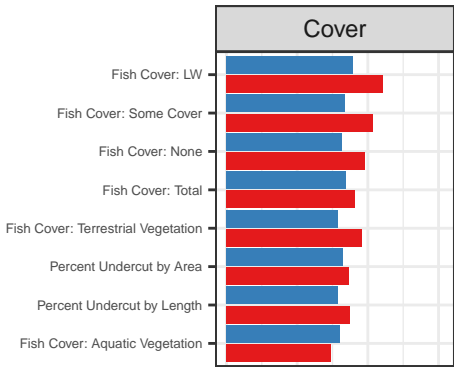 Cover
Fish Cover: LW
Fish Cover: Some Cover
Fish Cover: None
Fish Cover: Total
Fish Cover: Terrestrial Vegetation
Percent Undercut by Area
Percent Undercut by Length
Fish Cover: Aquatic Vegetation